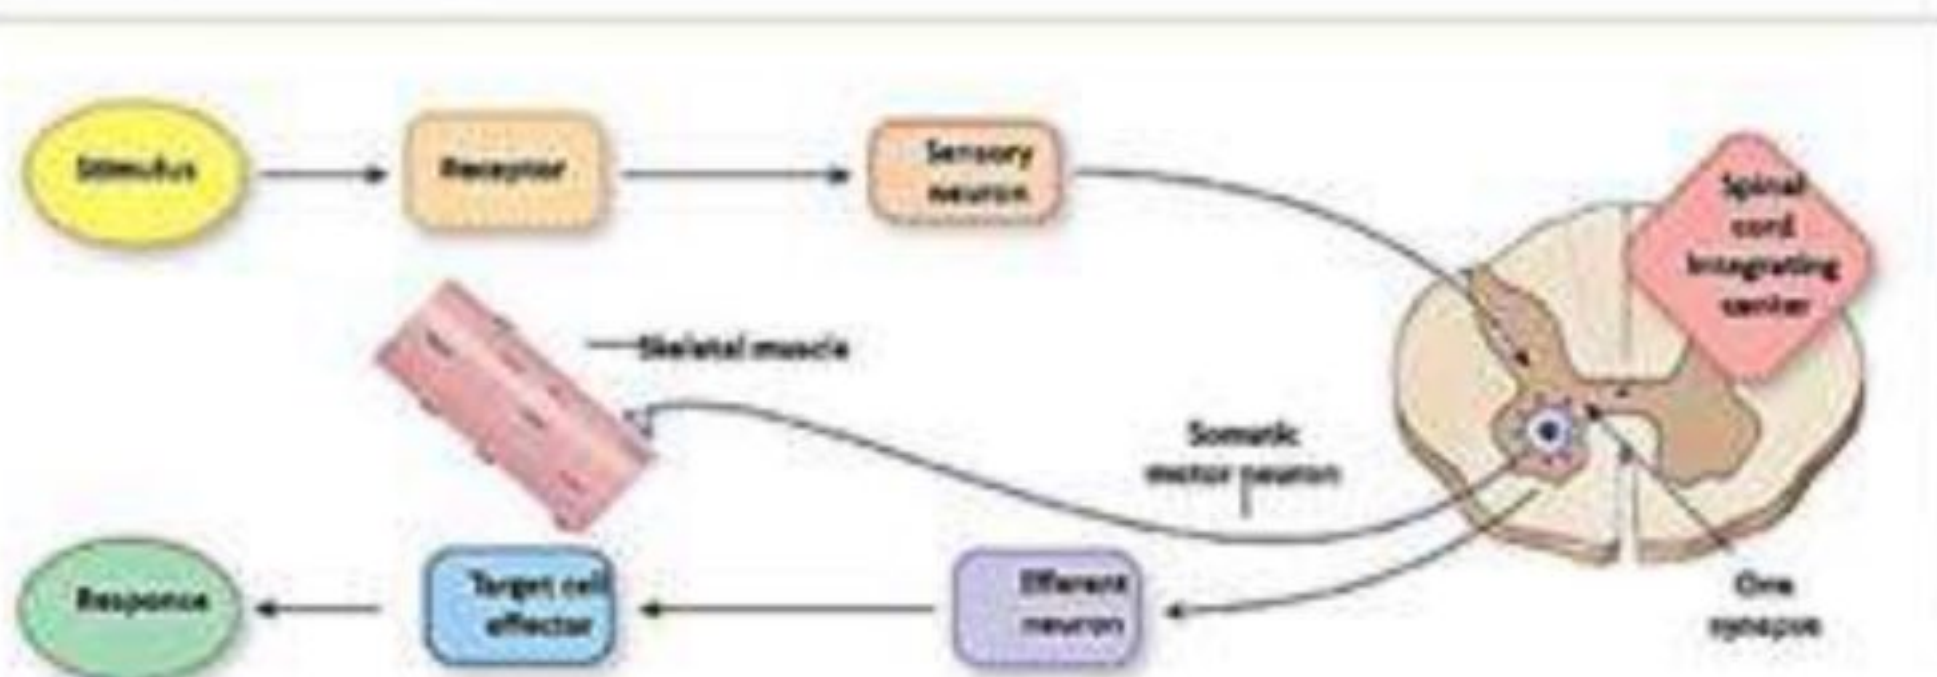 Stimulus
Receptor
Sensory
neuron
Spinal
cord
integrating
center
Skeletal muscle
Somatic
motor neuron
One
synapse
Efferent
neuron
Target cell
effector
Response